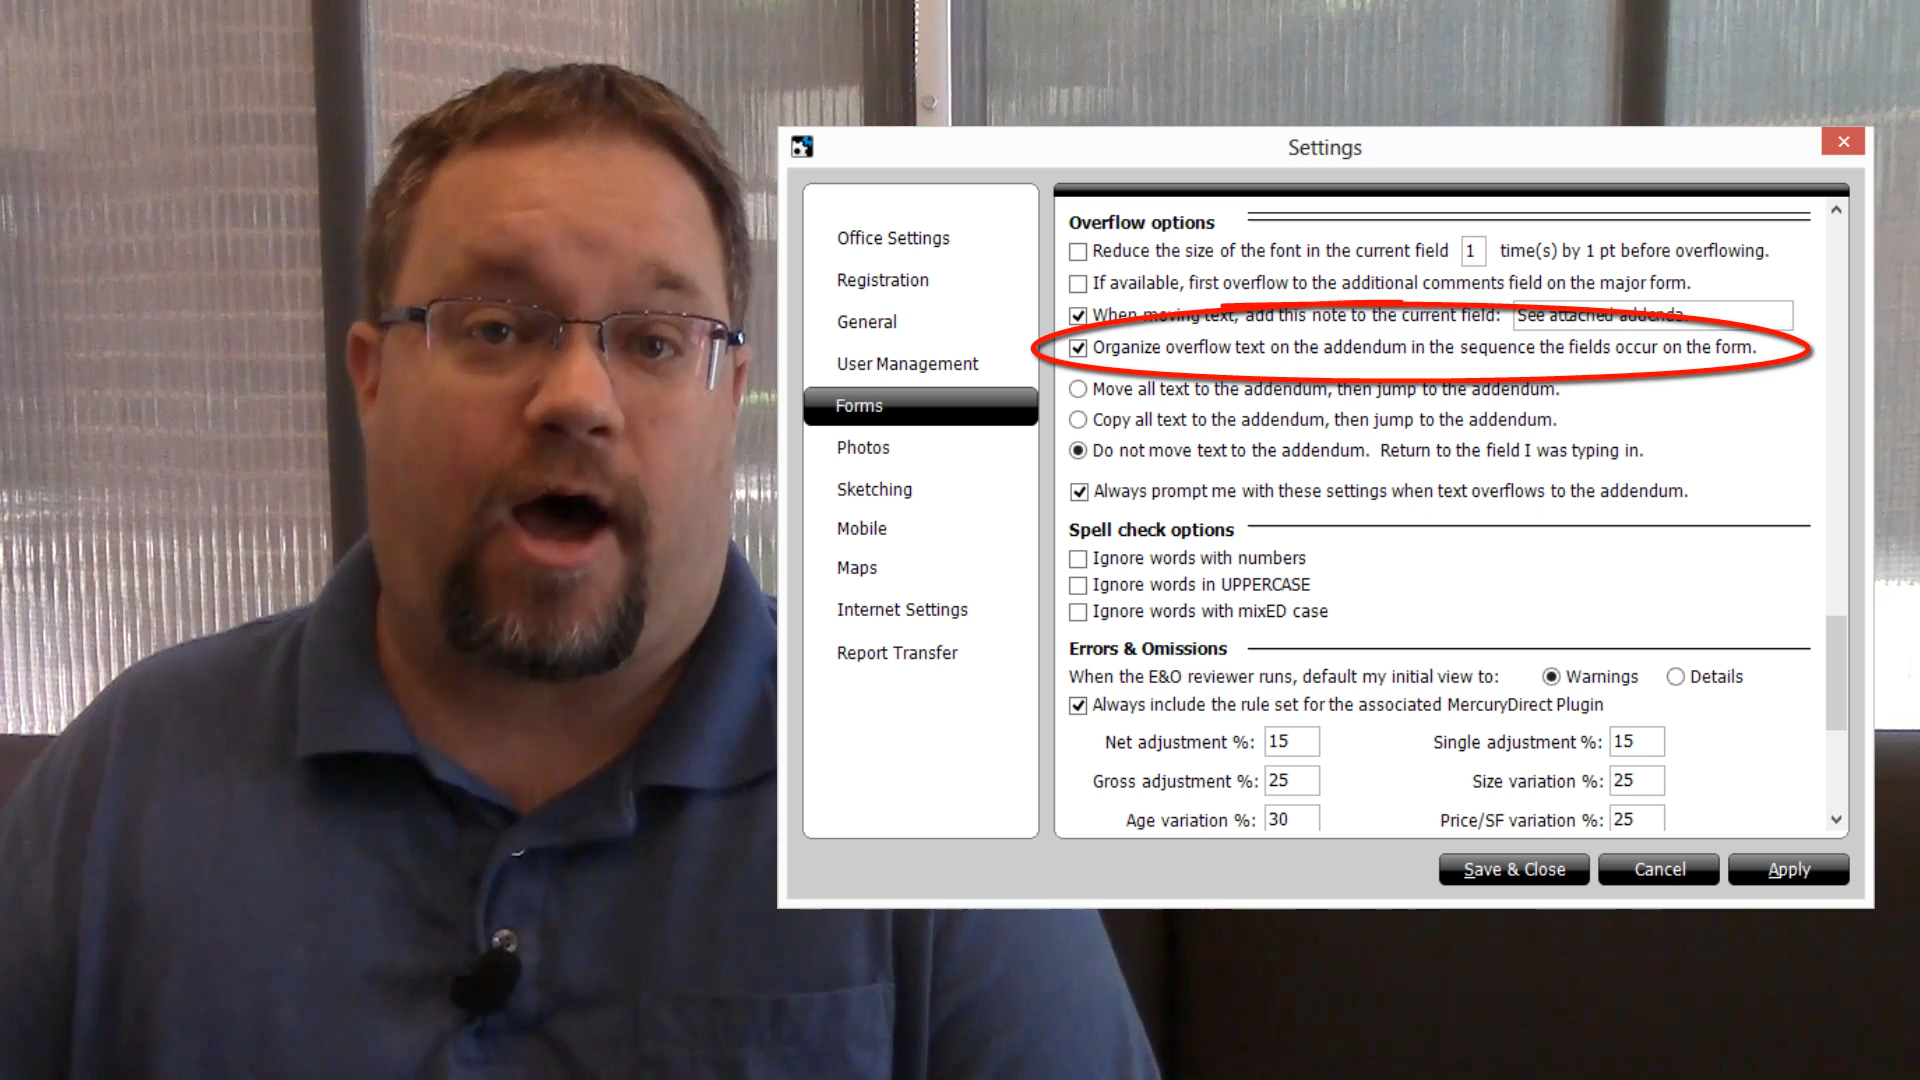 Settings
Office Settings
Registration
General
User Management
Forms
Photos
Sketching
Mobile
Maps
Internet Settings
Report Transfer
Overflow options
Reduce the size of the font in the current field 1 time(s) by 1 pt before overflowing.
If available, first overflow to the additional comments field on the major form.
When moving text, add this note to the current field: See attached addenda.
Organize overflow text on the addendum in the sequence the fields occur on the form.
Move all text to the addendum, then jump to the addendum.
Copy all text to the addendum, then jump to the addendum.
Do not move text to the addendum. Return to the field I was typing in.
Always prompt me with these settings when text overflows to the addendum.
Spell check options
Ignore words with numbers
Ignore words in UPPERCASE
Ignore words with mixED case
Errors & Omissions
When the E&O reviewer runs, default my initial view to: Warnings Details
Always include the rule set for the associated MercuryDirect Plugin
Net adjustment %: 15 Single adjustment %: 15
Gross adjustment %: 25 Size variation %: 25
Age variation %: 30 Price/SF variation %: 25
Save & Close Cancel Apply